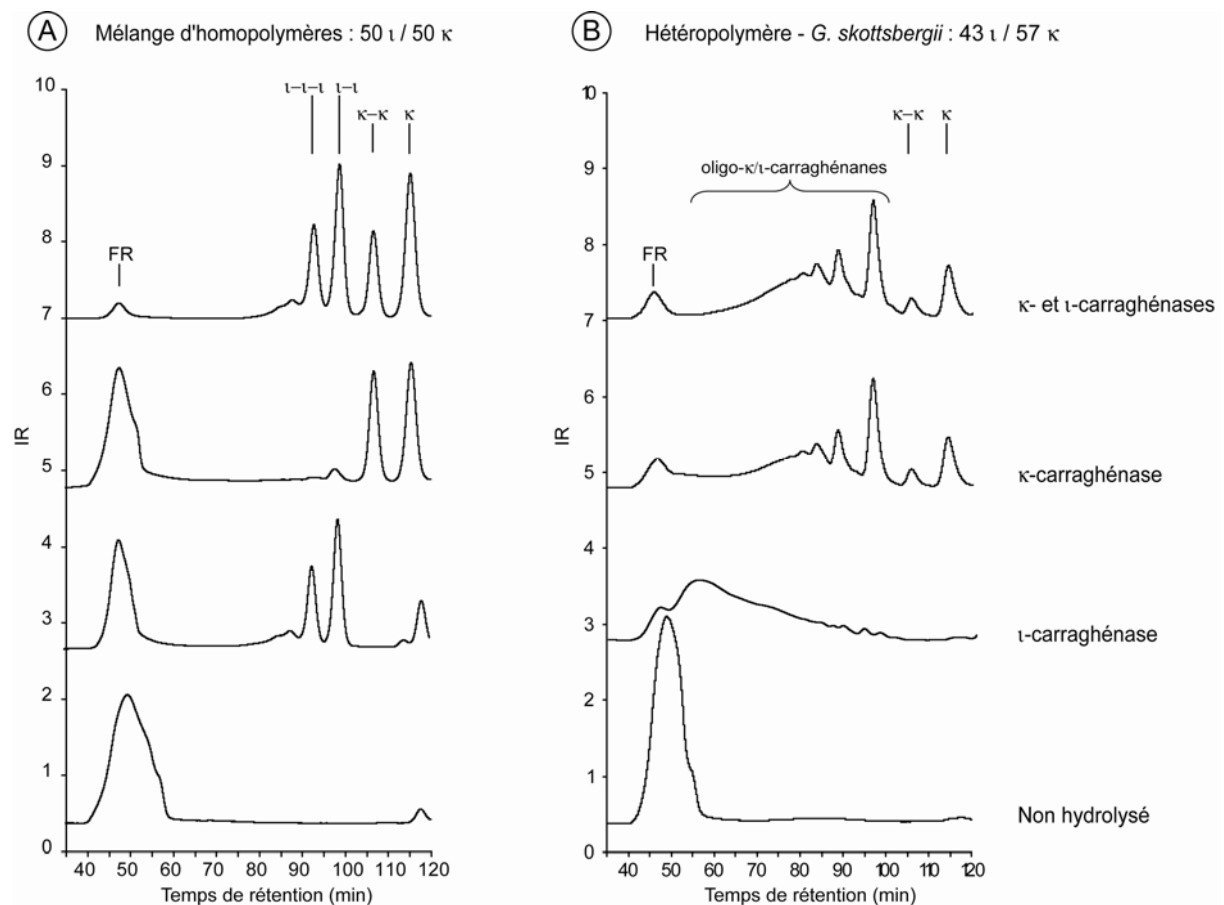 A Mélange d'homopolymères : 50 ι / 50 κ
ι–ι–ι ι–ι
κ–κ κ
FR
10
9
8
7
6
5
4
3
2
1
0
IR
40 50 60 70 80 90 100 110 120
Temps de rétention (min)
B Hétéropolymère - G. skottsbergii : 43 ι / 57 κ
κ–κ κ
oligo-κ/ι-carraghénanes
FR
10
9
8
7
6
5
4
3
2
1
0
IR
40 50 60 70 80 90 100 110 120
Temps de rétention (min)
κ- et ι-carraghénases
κ-carraghénase
ι-carraghénase
Non hydrolysé